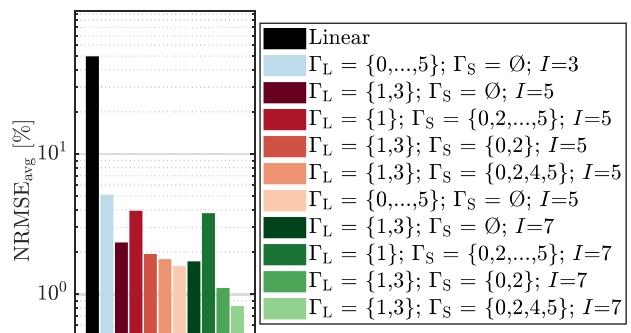 NRMSE_avg [%]
10^1
10^0
Linear
Γ_L = {0,...,5}; Γ_S = Ø; I=3
Γ_L = {1,3}; Γ_S = Ø; I=5
Γ_L = {1}; Γ_S = {0,2,...,5}; I=5
Γ_L = {1,3}; Γ_S = {0,2}; I=5
Γ_L = {1,3}; Γ_S = {0,2,4,5}; I=5
Γ_L = {0,...,5}; Γ_S = Ø; I=5
Γ_L = {1,3}; Γ_S = Ø; I=7
Γ_L = {1}; Γ_S = {0,2,...,5}; I=7
Γ_L = {1,3}; Γ_S = {0,2}; I=7
Γ_L = {1,3}; Γ_S = {0,2,4,5}; I=7